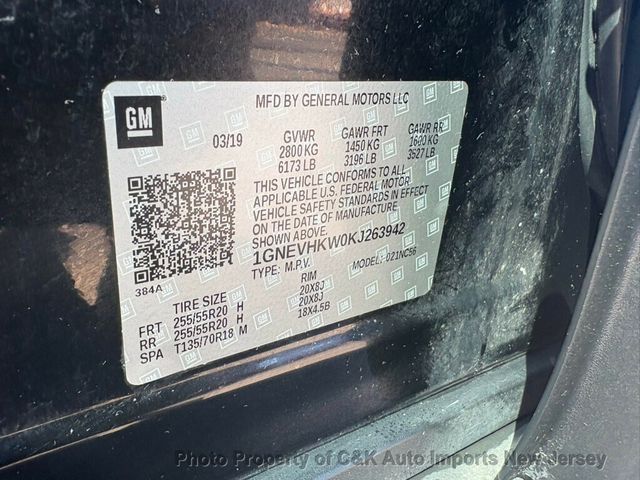 GM
MFD BY GENERAL MOTORS LLC
03/19 GVWR GAWR FRT GAWR RR
2800 KG 1450 KG 1600 KG
6173 LB 3196 LB 3527 LB
THIS VEHICLE CONFORMS TO ALL
APPLICABLE U.S. FEDERAL MOTOR
VEHICLE SAFETY STANDARDS IN EFFECT
ON THE DATE OF MANUFACTURE
SHOWN ABOVE.
1GNEVHKW0KJ263942
TYPE: M.P.V. MODEL: 021NC56
384A
TIRE SIZE RIM
FRT 255/55R20 H 20X8J
RR 255/55R20 H 20X8J
SPA T135/70R18 M 18X4.5B
Photo Property of C&K Auto Imports New Jersey